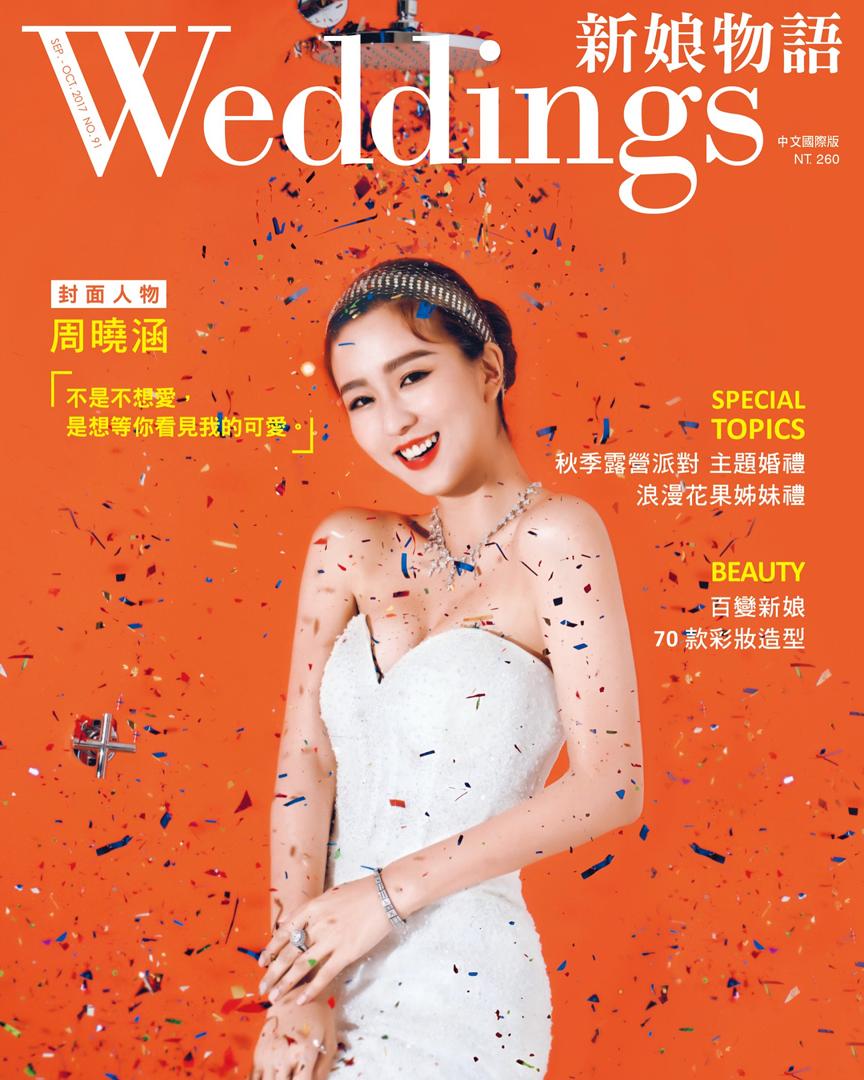 新娘物語
Weddings
SEP. - OCT. 2017 NO. 91
中文國際版
NT. 260
封面人物
周曉涵
「不是不想愛，
是想等你看見我的可愛。」
SPECIAL
TOPICS
秋季露營派對 主題婚禮
浪漫花果姊妹禮
BEAUTY
百變新娘
70 款彩妝造型